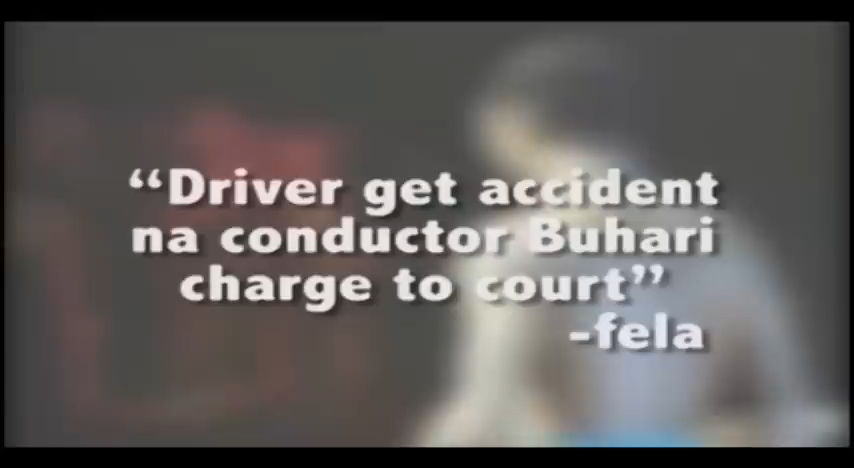 “Driver get accident
na conductor Buhari
charge to court”
-fela